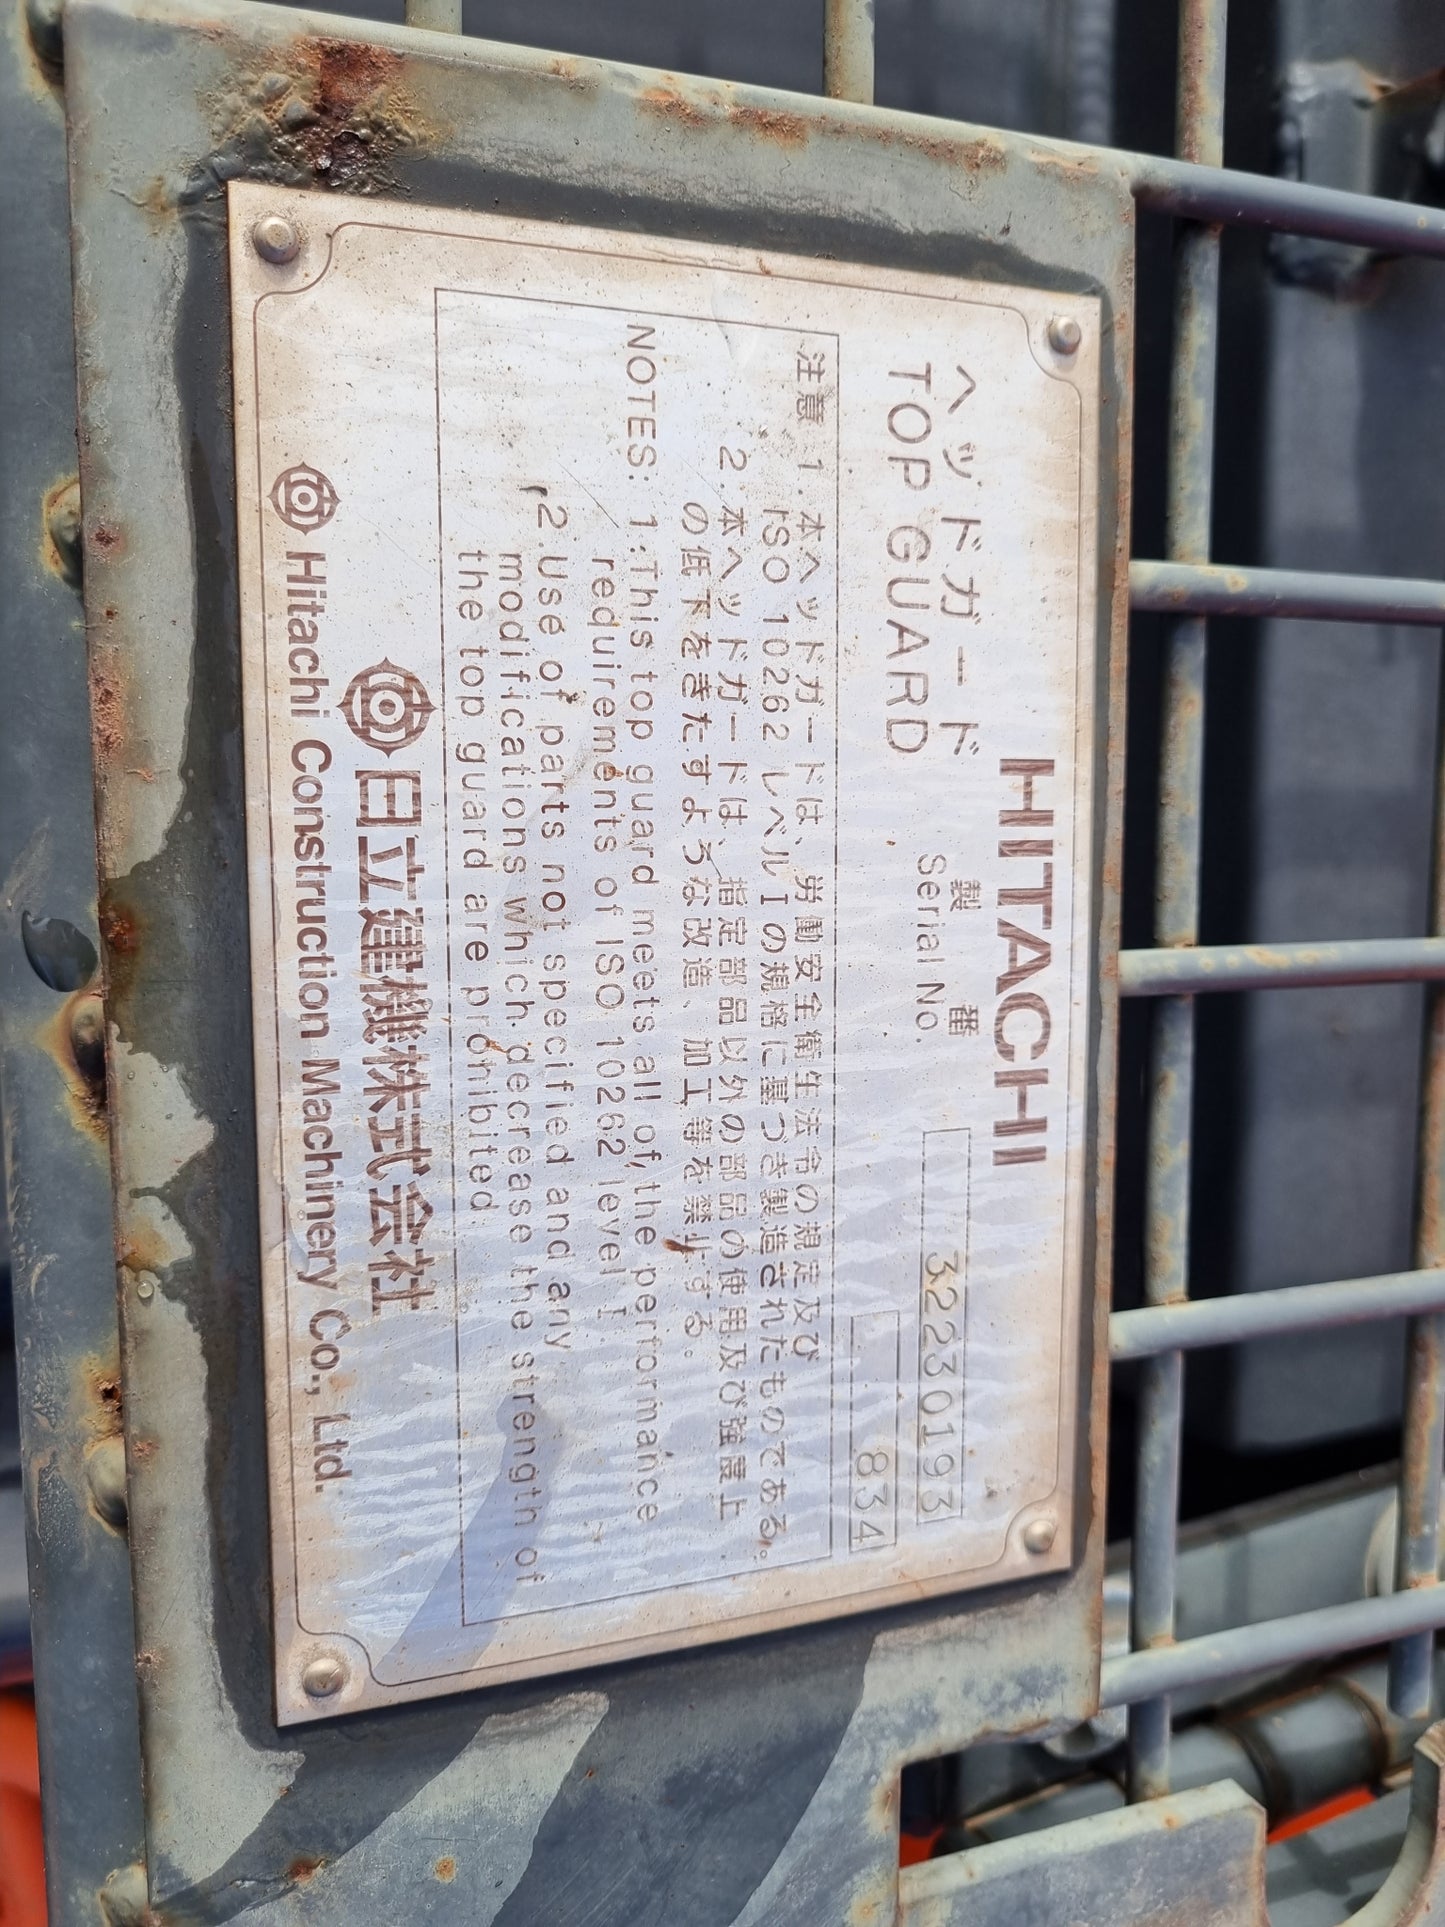 HITACHI
ヘッドガード
TOP GUARD
製番
Serial No.
32230193
834
注意 1.本ヘッドガードは、労働安全衛生法令の規定及び
ISO 10262 レベルIの規格に基づき製造されたものである。
2.本ヘッドガードは、指定部品以外の部品の使用及び強度上
の低下をきたすような改造、加工等を禁止する。
NOTES: 1.This top guard meets all of the performance
requirements of ISO 10262 level I.
2.Use of parts not specified and any
modifications which decrease the strength of
the top guard are prohibited.
日立建機株式会社
Hitachi Construction Machinery Co., Ltd.